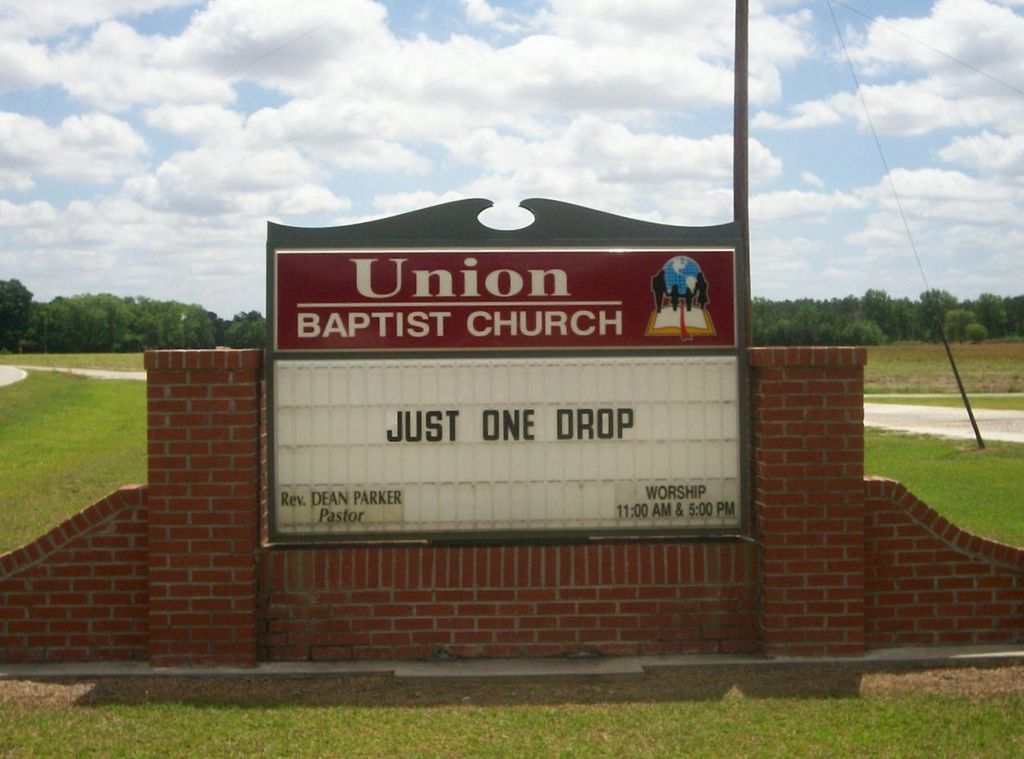 Union
BAPTIST CHURCH
JUST ONE DROP
Rev. DEAN PARKER
Pastor
WORSHIP
11:00 AM & 5:00 PM